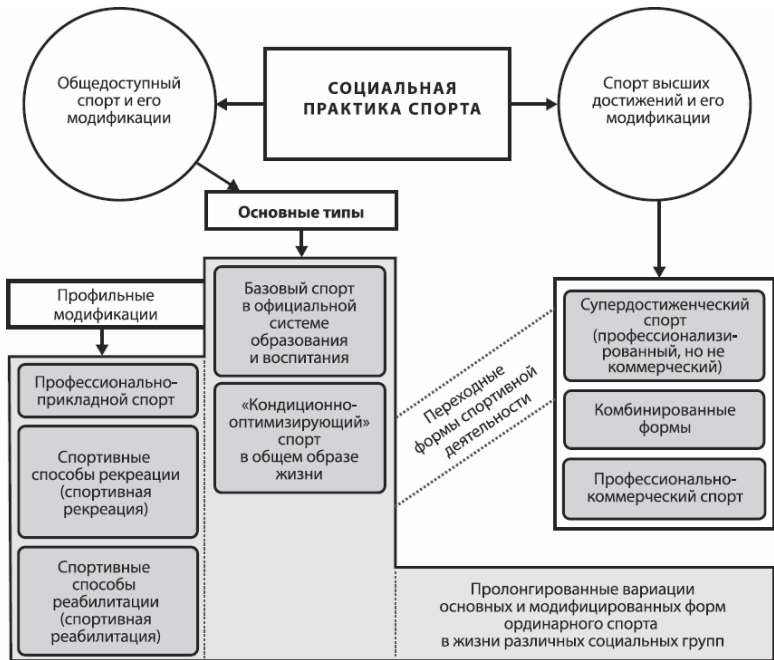 Общедоступный
спорт и его
модификации
СОЦИАЛЬНАЯ
ПРАКТИКА СПОРТА
Спорт высших
достижений и его
модификации
Основные типы
Профильные
модификации
Базовый спорт
в официальной
системе
образования
и воспитания
«Кондиционно-
оптимизирующий»
спорт
в общем образе
жизни
Профессионально-
прикладной спорт
Спортивные
способы рекреации
(спортивная
рекреация)
Спортивные
способы
реабилитации
(спортивная
реабилитация)
Переходные
формы спортивной
деятельности
Супердостиженческий
спорт
(профессионализи-
рованный, но не
коммерческий)
Комбинированные
формы
Профессионально-
коммерческий спорт
Пролонгированные вариации
основных и модифицированных форм
ординарного спорта
в жизни различных социальных групп